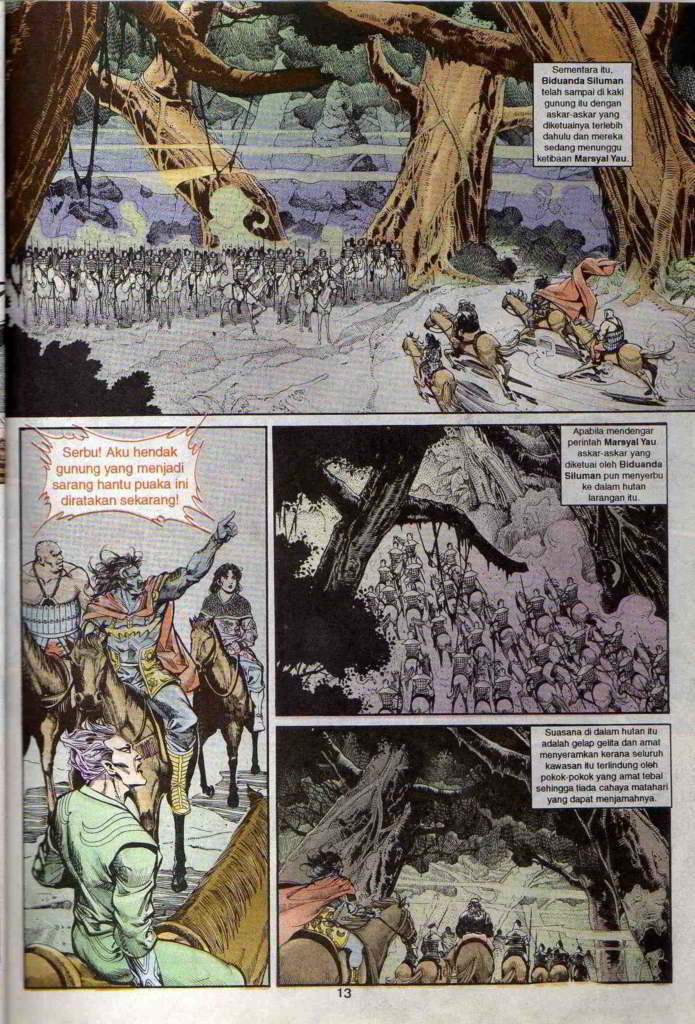 Sementara itu,
Biduanda Siluman
telah sampai di kaki
gunung itu dengan
askar-askar yang
diketuainya terlebih
dahulu dan mereka
sedang menunggu
ketibaan Marsyal Yau.
Serbu! Aku hendak
gunung yang menjadi
sarang hantu puaka ini
diratakan sekarang!
Apabila mendengar
perintah Marsyal Yau.
askar-askar yang
diketuai oleh Biduanda
Siluman pun menyerbu
ke dalam hutan
larangan itu.
Suasana di dalam hutan itu
adalah gelap gelita dan amat
menyeramkan kerana seluruh
kawasan itu terlindung oleh
pokok-pokok yang amat tebal
sehingga tiada cahaya matahari
yang dapat menjamahnya.
13